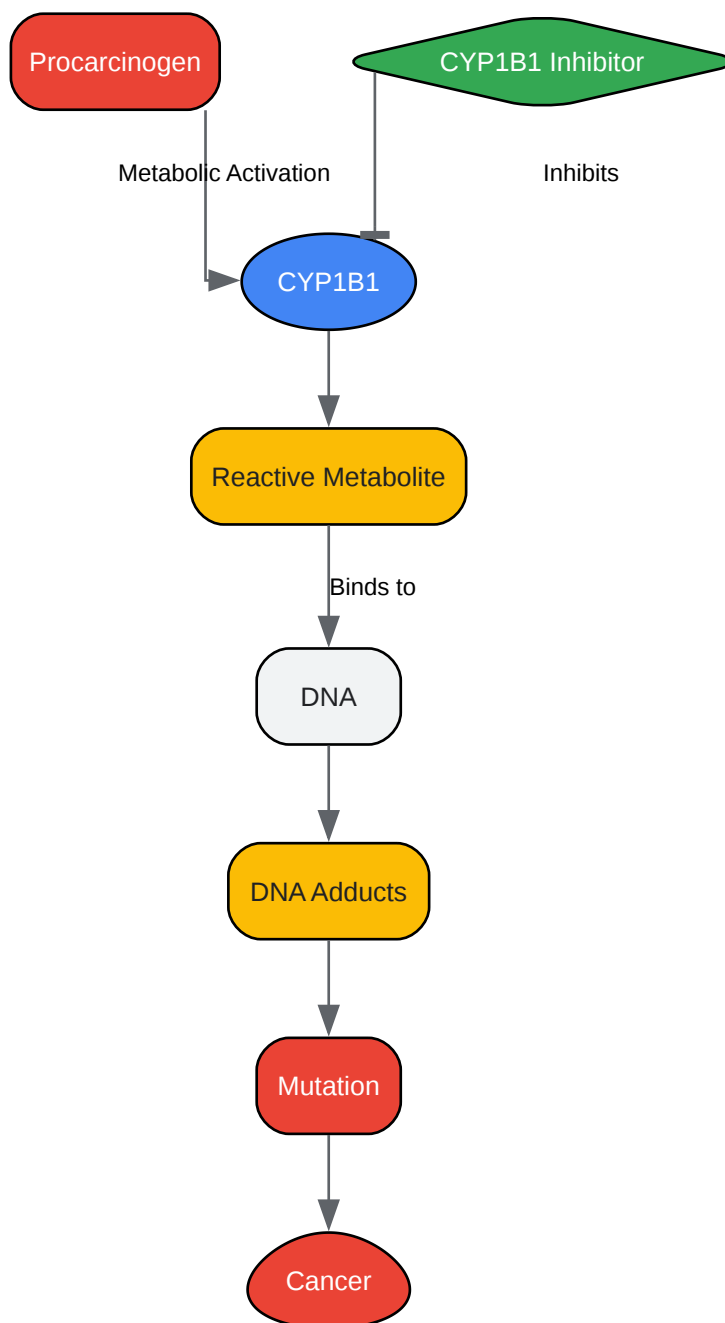 Procarcinogen
CYP1B1 Inhibitor
Metabolic Activation
Inhibits
CYP1B1
Reactive Metabolite
Binds to
DNA
DNA Adducts
Mutation
Cancer